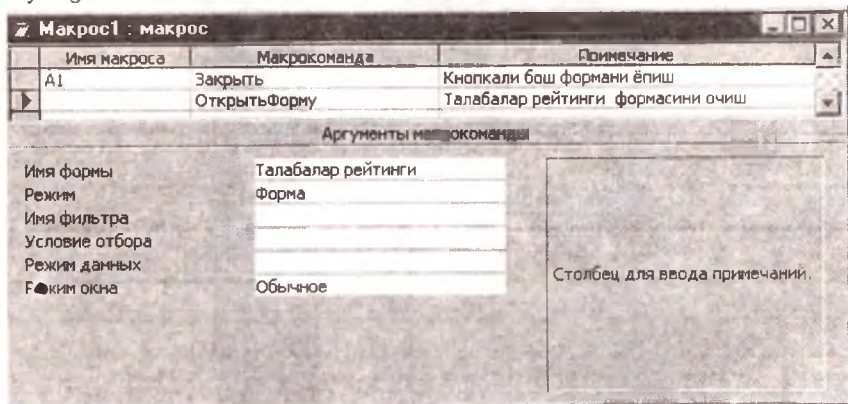 Макрос1 : макрос
Имя макроса Макрокоманда Примечание
А1 Закрыть Кнопкали бош формани ёпиш
ОткрытьФорму Талабалар рейтинги формасини очиш
Аргументы макрокоманды
Имя формы Талабалар рейтинги
Режим Форма
Имя фильтра
Условие отбора
Режим данных
Режим окна Обычное
Столбец для ввода примечаний.